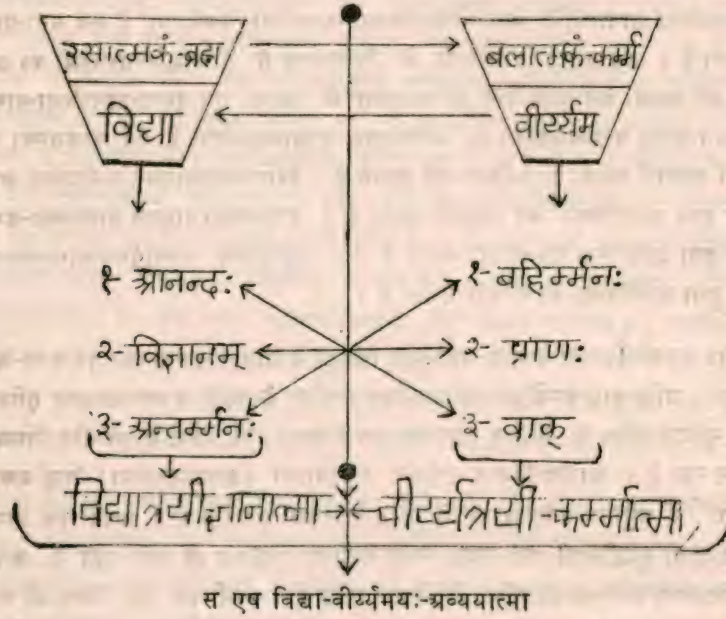 रसात्मकं-ब्रह्म बलात्मकं-कर्म्म
विद्या वीर्य्यम्
१- आनन्दः १- बहिर्म्मनः
२- विज्ञानम् २- प्राणः
३- अन्तर्म्मनः ३- वाक्
विद्यात्रयीज्ञानात्मा वीर्य्यत्रयी-कर्म्मात्मा
स एष विद्या-वीर्य्यमयः-अव्ययात्मा